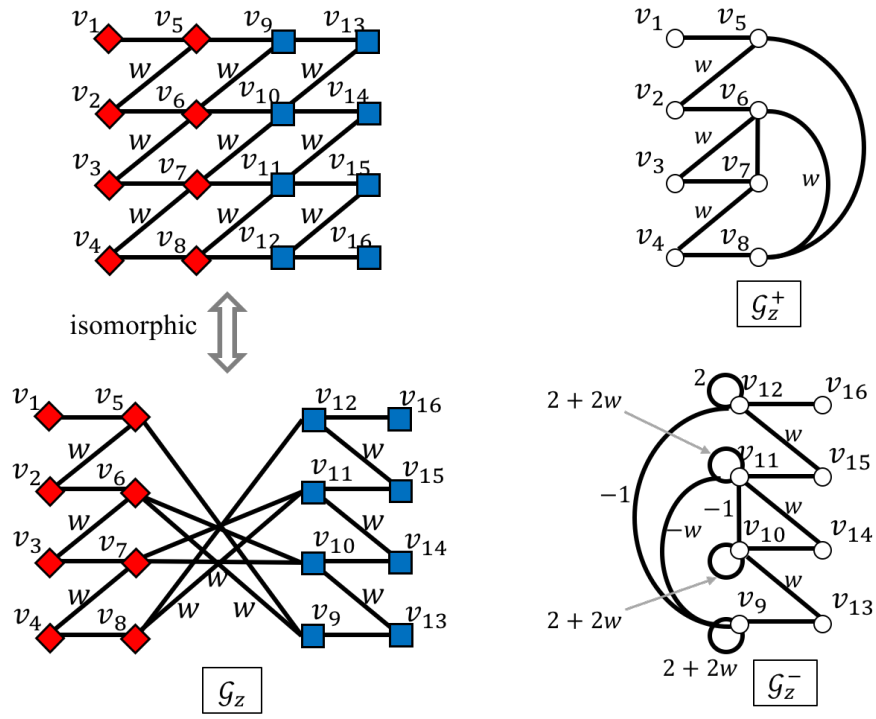 v₁ v₅ v₉ v₁₃
w w w
v₂ v₆ v₁₀ v₁₄
w w w
v₃ v₇ v₁₁ v₁₅
w w w
v₄ v₈ v₁₂ v₁₆
isomorphic
v₁ v₅ v₁₂ v₁₆
w w
v₂ v₆ v₁₁ v₁₅
w w
v₃ v₇ v₁₀ v₁₄
w w w w w
v₄ v₈ v₉ v₁₃
𝒢_z
v₁ v₅
w
v₂ v₆
w
v₃ v₇ w
w
v₄ v₈
𝒢_z^+
2 v₁₂ v₁₆
2 + 2w
w
v₁₁ v₁₅
−1 −1 w
−w
v₁₀ v₁₄
w
2 + 2w v₉ v₁₃
2 + 2w
𝒢_z^−